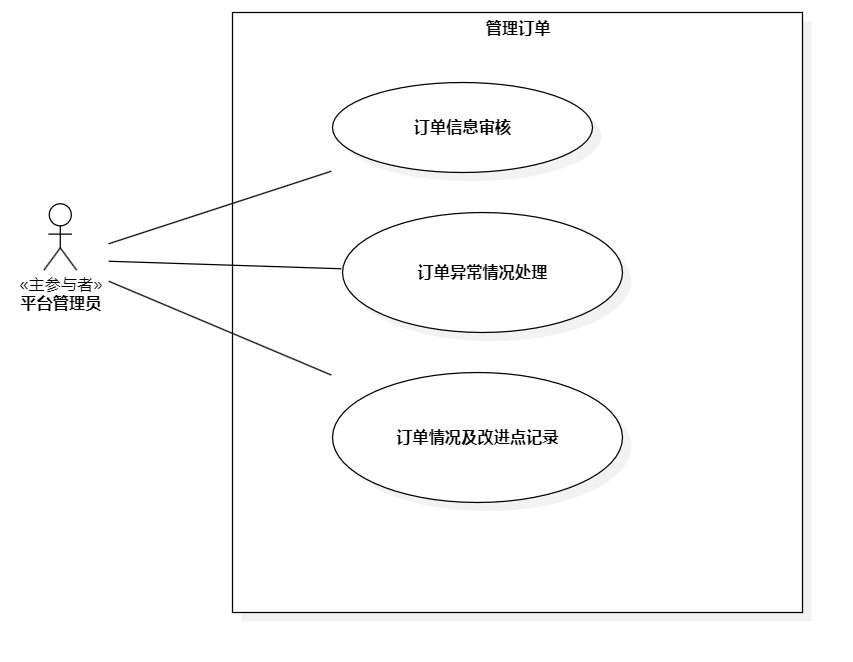 管理订单
订单信息审核
订单异常情况处理
«主参与者»
平台管理员
订单情况及改进点记录